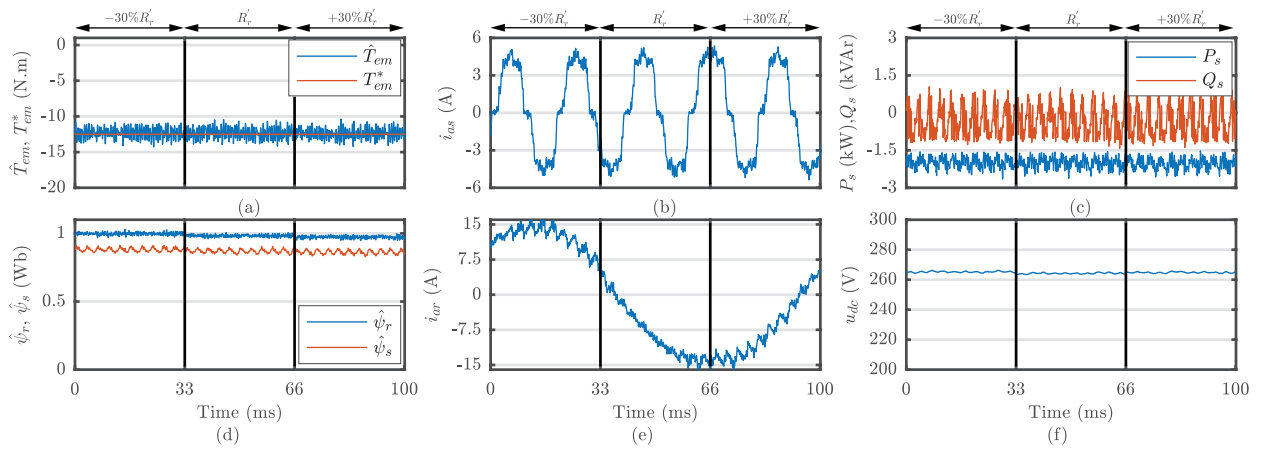 −30%R′r R′r +30%R′r
0
-5
-10
-15
-20
T̂em, T*em (N.m)
T̂em
T*em
(a)
−30%R′r R′r +30%R′r
6
3
0
-3
-6
ias (A)
(b)
−30%R′r R′r +30%R′r
3
1.5
0
-1.5
-3
Ps (kW),Qs (kVAr)
Ps
Qs
(c)
1
0.5
0
ψ̂r, ψ̂s (Wb)
ψ̂r
ψ̂s
0 33 66 100
Time (ms)
(d)
15
7.5
0
-7.5
-15
iar (A)
0 33 66 100
Time (ms)
(e)
300
280
260
240
220
200
udc (V)
0 33 66 100
Time (ms)
(f)